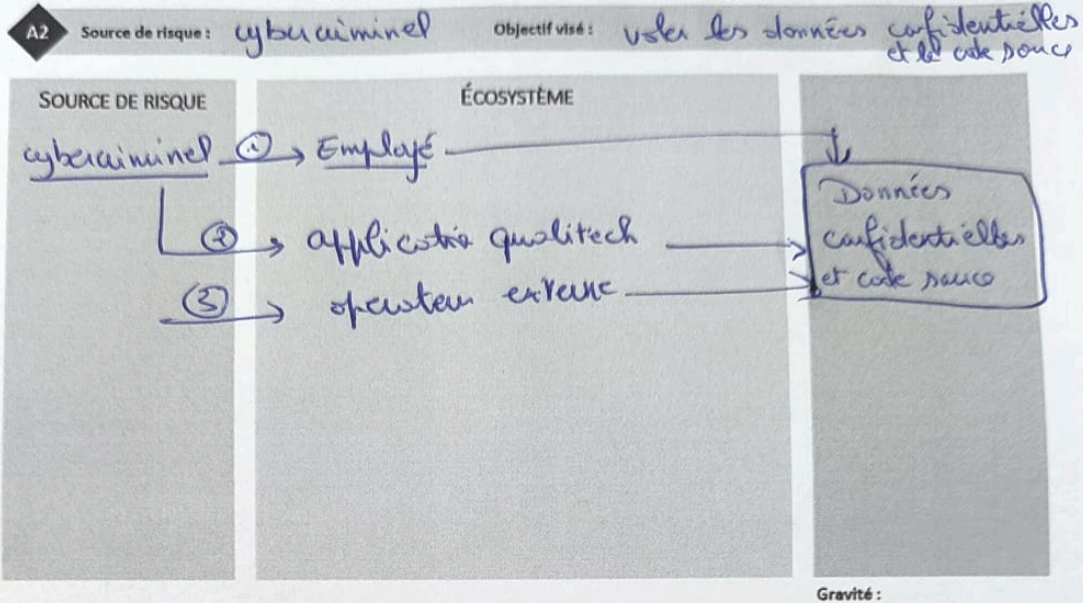 A2 Source de risque : cybercriminel Objectif visé : voler les données confidentielles
et le code source
SOURCE DE RISQUE ÉCOSYSTÈME
cybercriminel ① Employé
Données
② application qualitech confidentielles
et code source
③ operateur externe
Gravité :